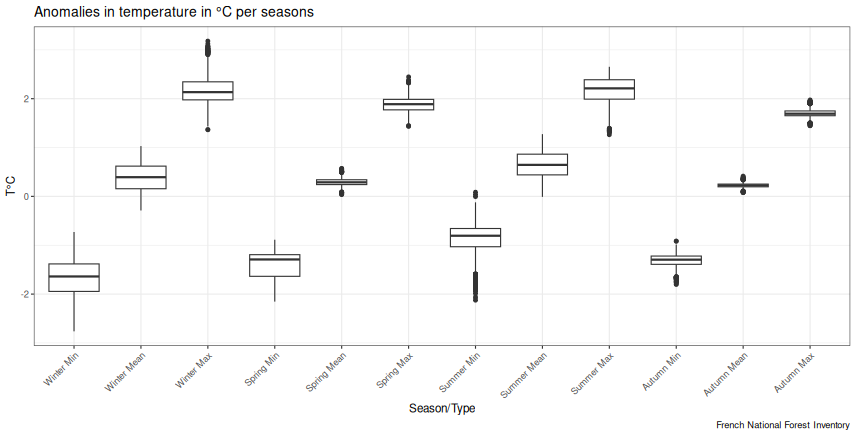 Anomalies in temperature in °C per seasons
T°C
2
0
-2
Winter Min
Winter Mean
Winter Max
Spring Min
Spring Mean
Spring Max
Summer Min
Summer Mean
Summer Max
Autumn Min
Autumn Mean
Autumn Max
Season/Type
French National Forest Inventory